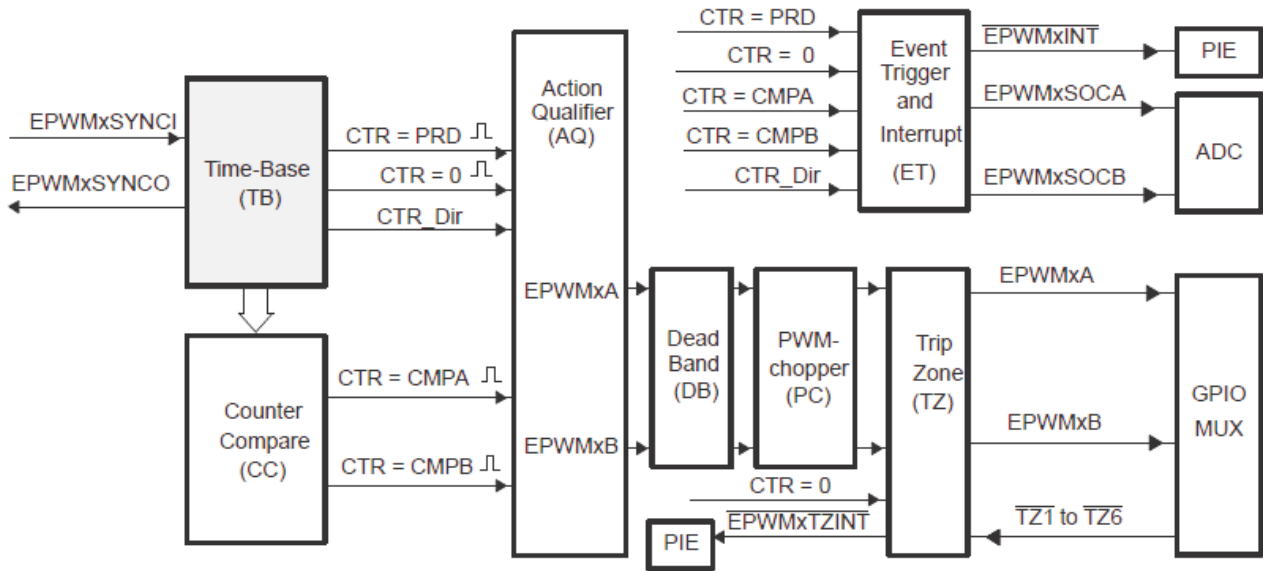 EPWMxSYNCI
EPWMxSYNCO
Time-Base
(TB)
CTR = PRD
CTR = 0
CTR_Dir
Counter
Compare
(CC)
CTR = CMPA
CTR = CMPB
Action
Qualifier
(AQ)
EPWMxA
EPWMxB
CTR = PRD
CTR = 0
CTR = CMPA
CTR = CMPB
CTR_Dir
Event
Trigger
and
Interrupt
(ET)
EPWMxINT
EPWMxSOCA
EPWMxSOCB
PIE
ADC
Dead
Band
(DB)
PWM-
chopper
(PC)
CTR = 0
EPWMxTZINT
PIE
Trip
Zone
(TZ)
EPWMxA
EPWMxB
TZ1 to TZ6
GPIO
MUX